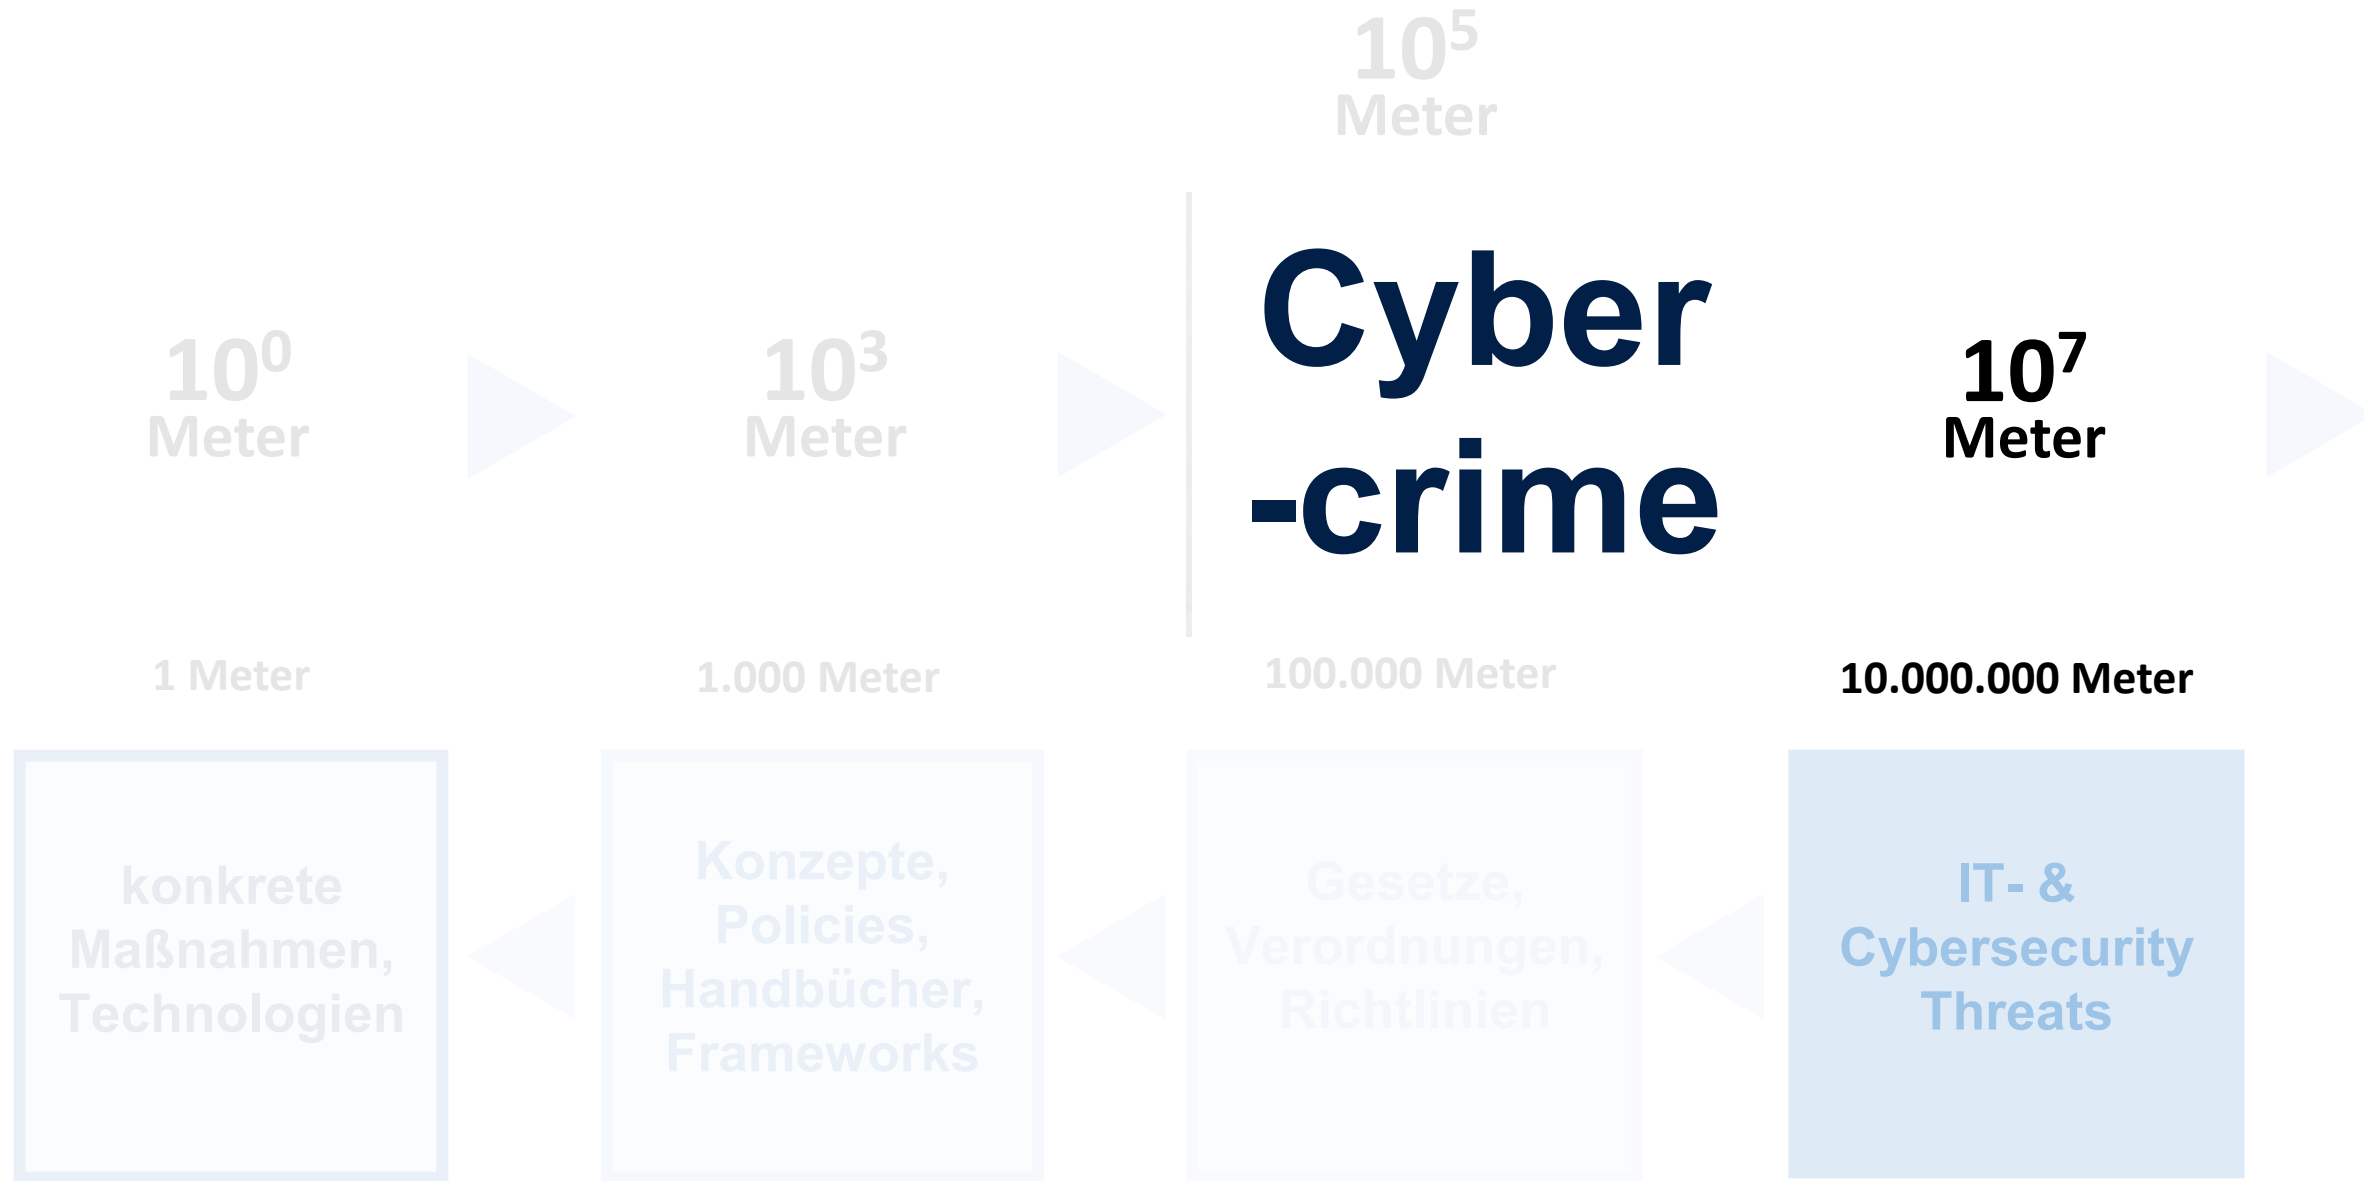 10⁵
Meter
10⁰
Meter
10³
Meter
Cyber
-crime
10⁷
Meter
1 Meter
1.000 Meter
100.000 Meter
10.000.000 Meter
konkrete
Maßnahmen,
Technologien
Konzepte,
Policies,
Handbücher,
Frameworks
Gesetze,
Verordnungen,
Richtlinien
IT- &
Cybersecurity
Threats